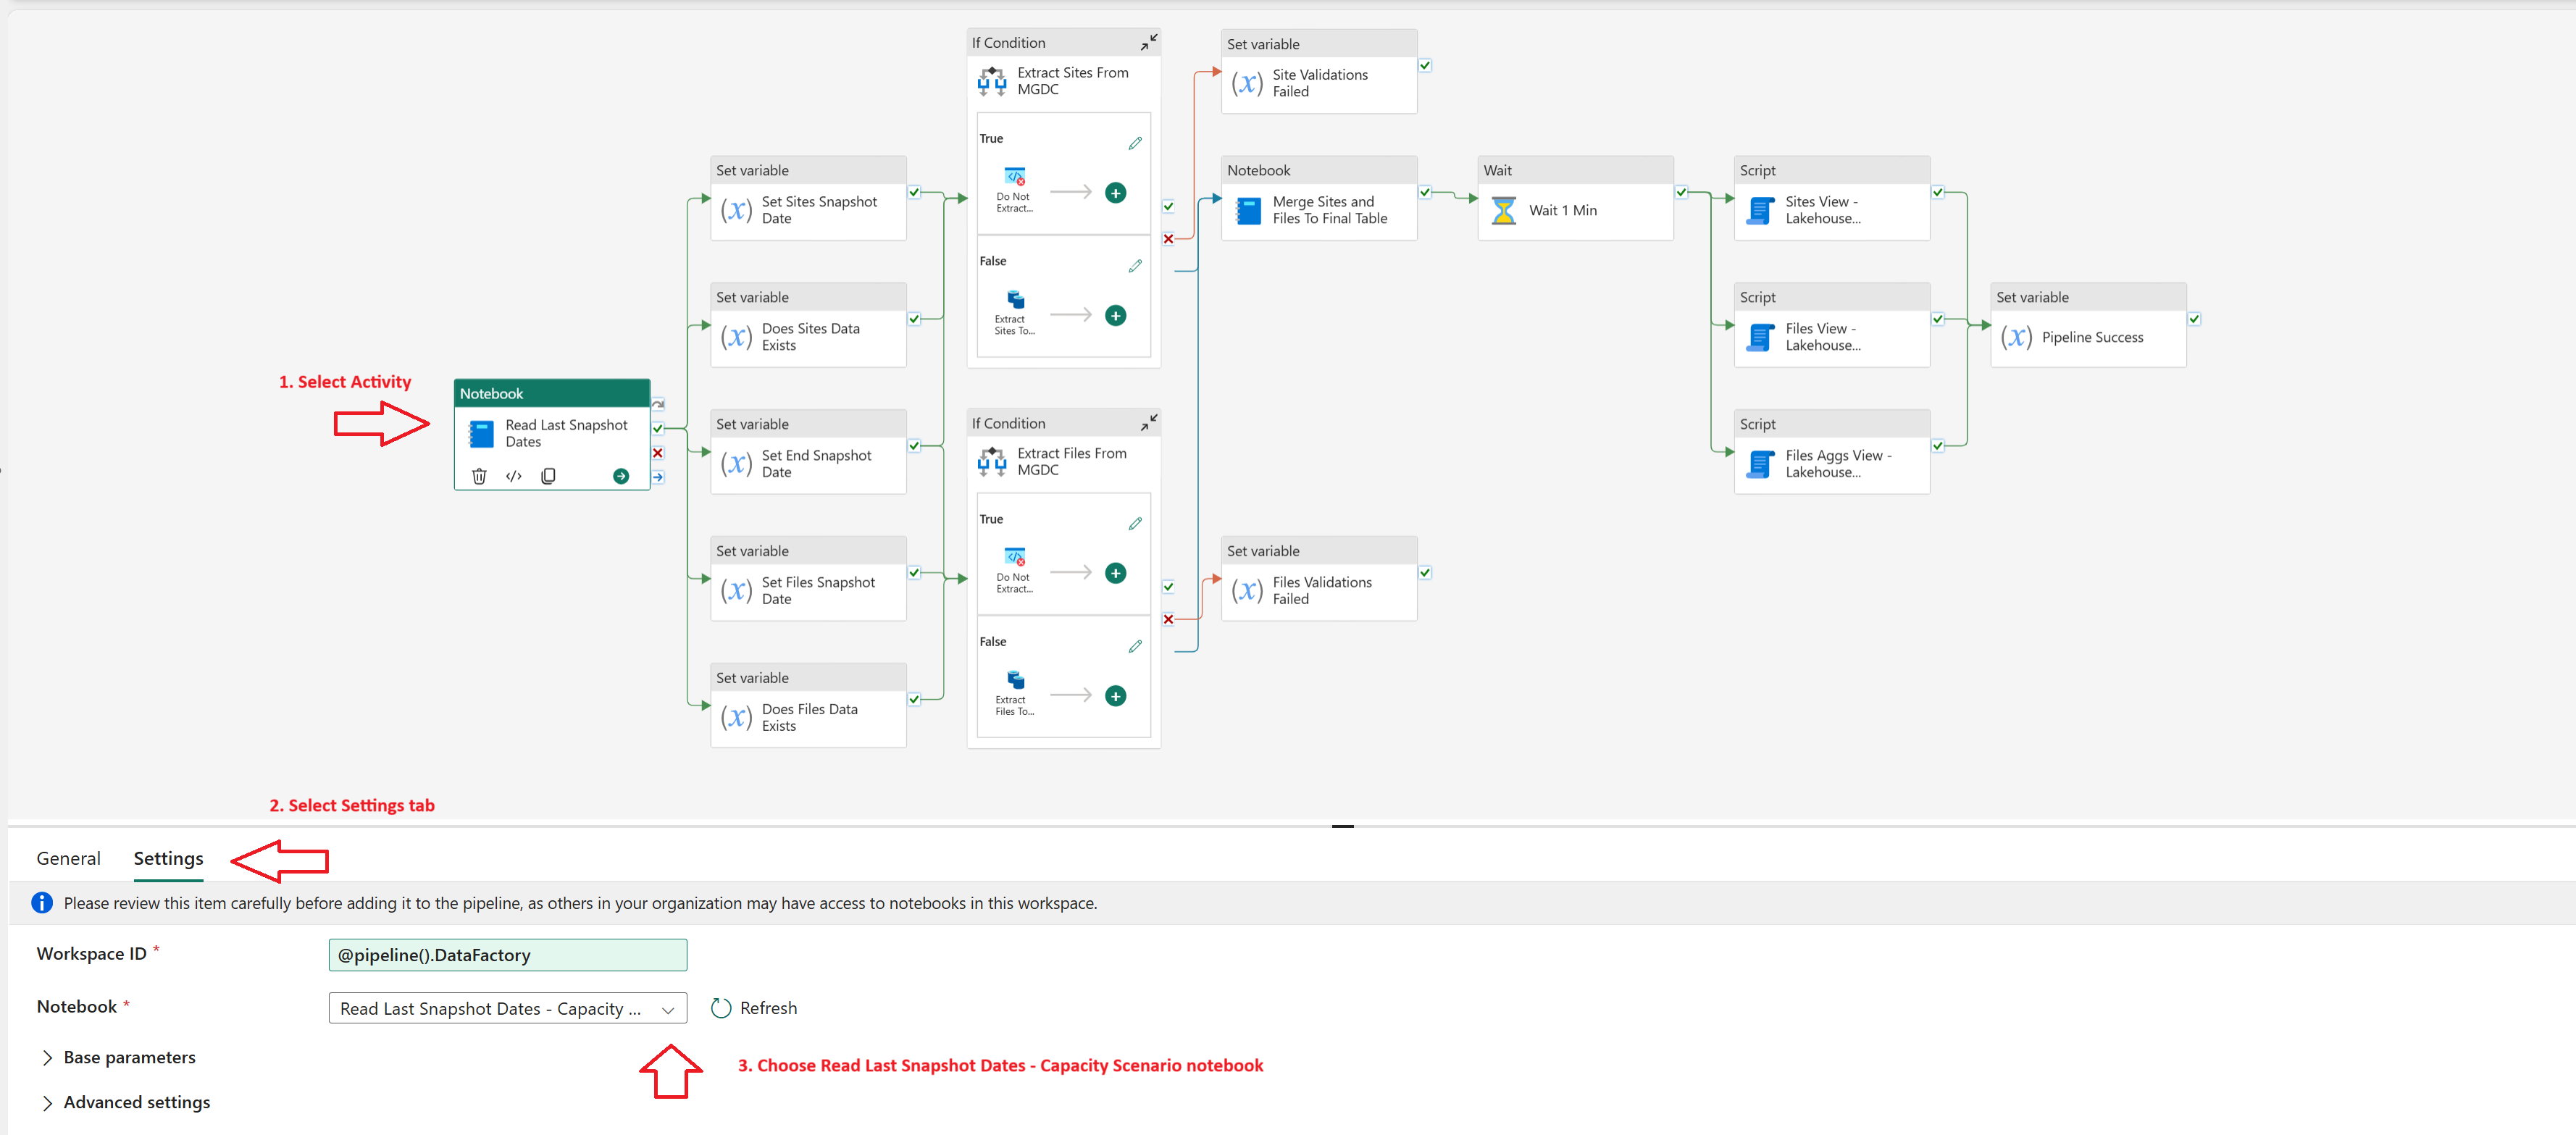 If Condition
Extract Sites From
MGDC
True
Do Not
Extract...
False
Extract
Sites To...
Set variable
(x)
Site Validations
Failed
Set variable
(x)
Set Sites Snapshot
Date
Notebook
Merge Sites and
Files To Final Table
Wait
Wait 1 Min
Script
Sites View -
Lakehouse...
Set variable
(x)
Does Sites Data
Exists
Script
Files View -
Lakehouse...
Set variable
(x)
Pipeline Success
1. Select Activity
Notebook
Read Last Snapshot
Dates
Set variable
(x)
Set End Snapshot
Date
If Condition
Extract Files From
MGDC
True
Do Not
Extract...
False
Extract
Files To...
Script
Files Aggs View -
Lakehouse...
Set variable
(x)
Set Files Snapshot
Date
Set variable
(x)
Files Validations
Failed
Set variable
(x)
Does Files Data
Exists
2. Select Settings tab
General
Settings
Please review this item carefully before adding it to the pipeline, as others in your organization may have access to notebooks in this workspace.
Workspace ID *
@pipeline().DataFactory
Notebook *
Read Last Snapshot Dates - Capacity ...
Refresh
Base parameters
3. Choose Read Last Snapshot Dates - Capacity Scenario notebook
Advanced settings